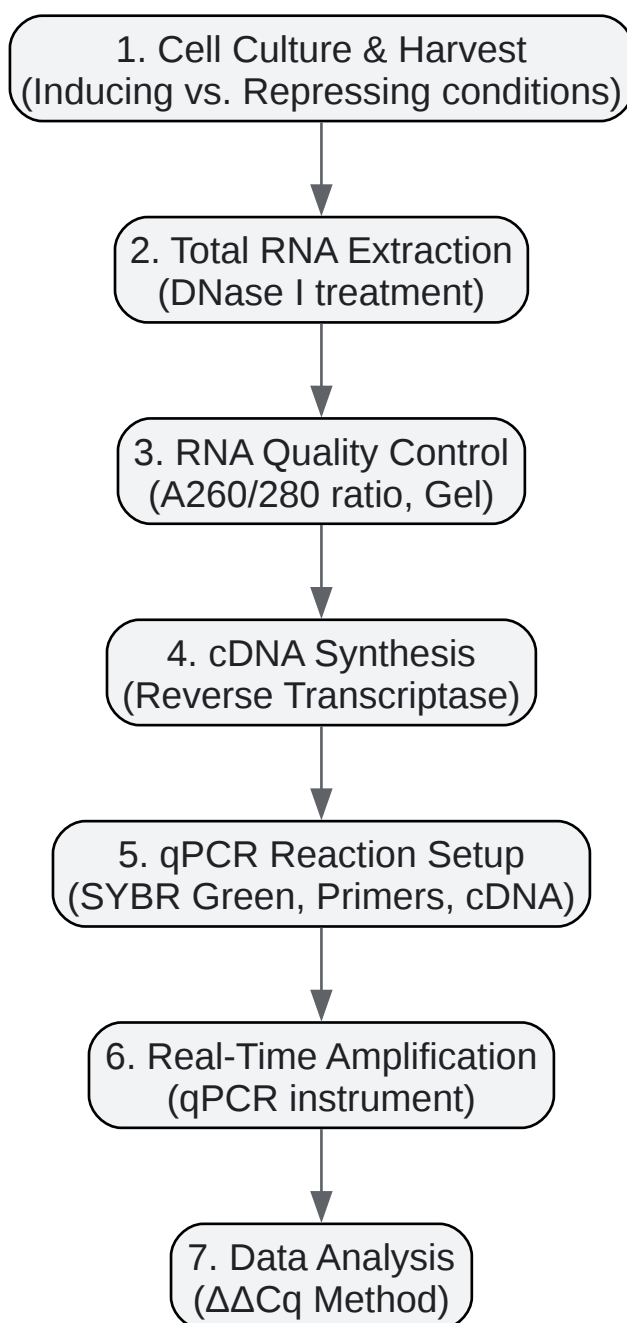 1. Cell Culture & Harvest
(Inducing vs. Repressing conditions)
2. Total RNA Extraction
(DNase I treatment)
3. RNA Quality Control
(A260/280 ratio, Gel)
4. cDNA Synthesis
(Reverse Transcriptase)
5. qPCR Reaction Setup
(SYBR Green, Primers, cDNA)
6. Real-Time Amplification
(qPCR instrument)
7. Data Analysis
(ΔΔCq Method)